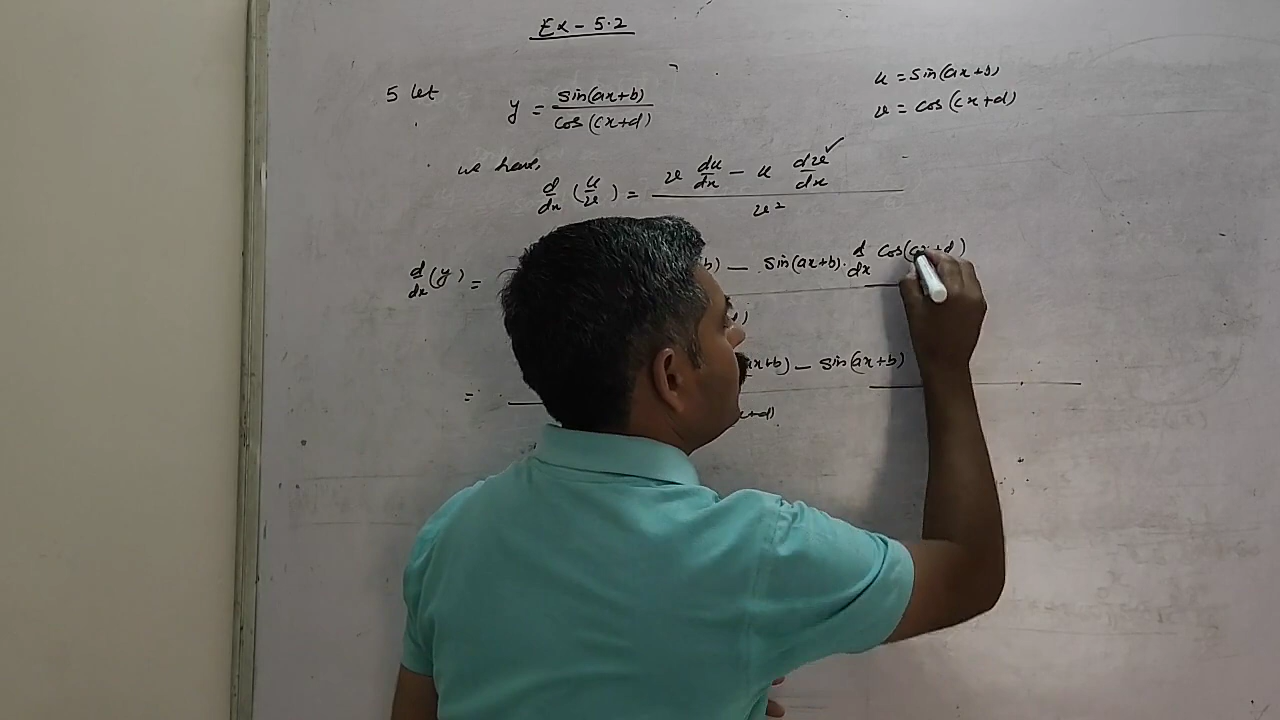 Ex - 5.2
5 let y = sin(ax+b) / cos(cx+d)
u = sin(ax+b)
v = cos(cx+d)
we have,
d/dx (u/v) = v du/dx - u dv/dx ✓ / v²
d/dx (y) = b) - sin(ax+b) . d/dx cos(cx+d)
)
= ax+b) - sin(ax+b)
x+d)